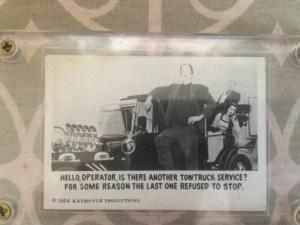 HELLO, OPERATOR, IS THERE ANOTHER TOWTRUCK SERVICE?
FOR SOME REASON THE LAST ONE REFUSED TO STOP.
© 1964 KAYRO-VUE PRODUCTIONS